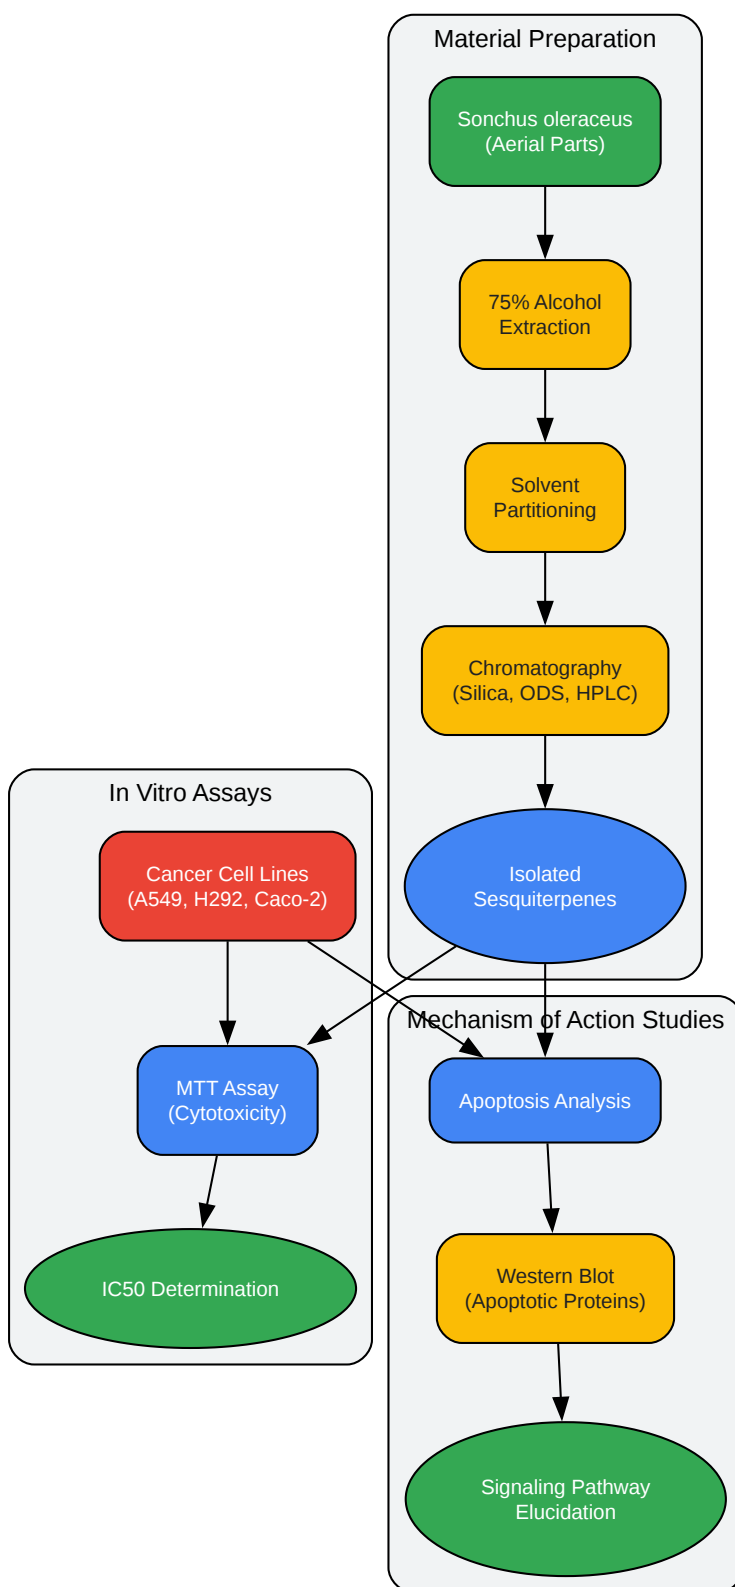 Material Preparation
Sonchus oleraceus
(Aerial Parts)
75% Alcohol
Extraction
Solvent
Partitioning
Chromatography
(Silica, ODS, HPLC)
Isolated
Sesquiterpenes
In Vitro Assays
Cancer Cell Lines
(A549, H292, Caco-2)
MTT Assay
(Cytotoxicity)
IC50 Determination
Mechanism of Action Studies
Apoptosis Analysis
Western Blot
(Apoptotic Proteins)
Signaling Pathway
Elucidation